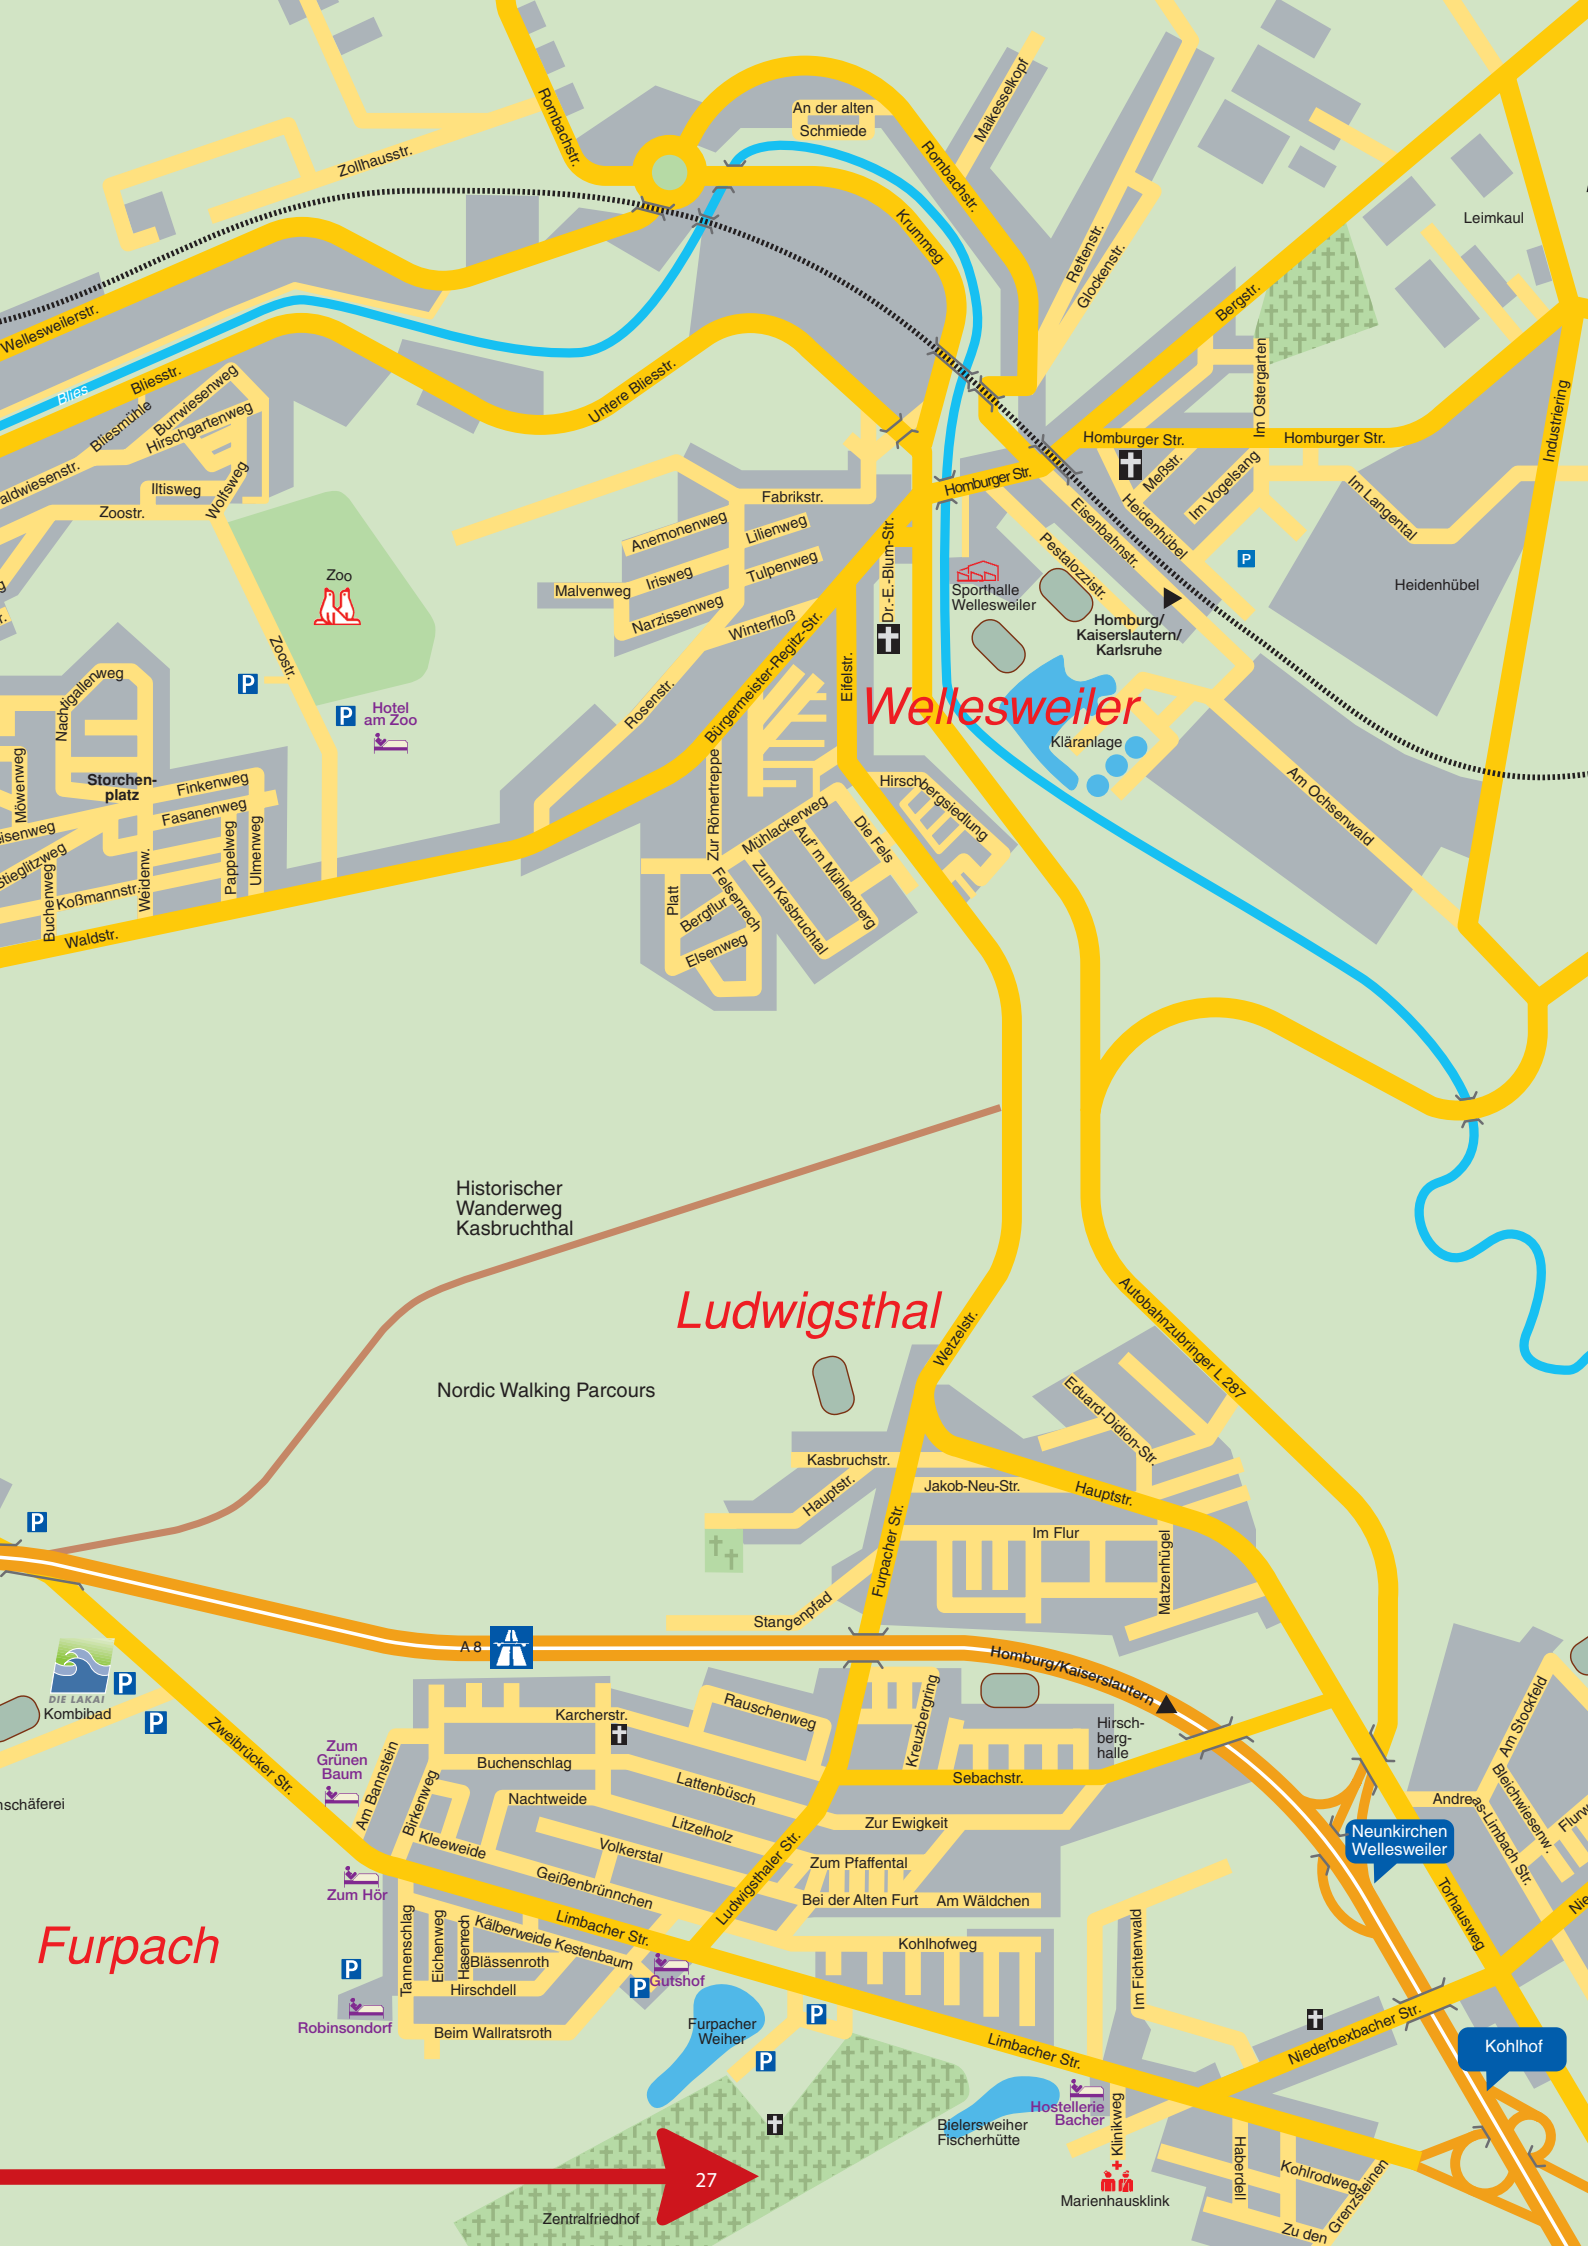 Rombachstr.
An der alten
Schmiede
Maikesselkopf
Zollhausstr.
Rombachstr.
Krummeg
Leimkaul
Rettenstr.
Glockenstr.
Bergstr.
Wellesweilerstr.
Blies
Bliesstr.
Untere Bliesstr.
Bliesmühle
Burrwiesenweg
Hirschgartenweg
Im Ostergarten
Industriering
Homburger Str.
Homburger Str.
Homburger Str.
aldwiesenstr.
Iltisweg
Wolfsweg
Zoostr.
Fabrikstr.
Meßstr.
Im Vogelsang
Im Langental
Heidenhübel
Eisenbahnstr.
Anemonenweg
Lilienweg
Dr.-E.-Blum-Str.
Pestalozzistr.
P
Zoo
Irisweg
Tulpenweg
Malvenweg
Narzissenweg
Winterfloß
Sporthalle
Wellesweiler
Heidenhübel
Homburg/
Kaiserslautern/
Karlsruhe
Zoostr.
P
P
Hotel
am Zoo
Rosenstr.
Bürgermeister-Regitz-Str.
Eifelstr.
Wellesweiler
Kläranlage
Nachtigallenweg
Möwenweg
Storchen-
platz
Finkenweg
Fasanenweg
isenweg
Stieglitzweg
Buchenweg
Koßmannstr.
Weidenw.
Pappelweg
Ulmenweg
Waldstr.
Zur Römertreppe
Hirschbergsiedlung
Mühlackerweg
Auf' m Mühlenberg
Die Fels
Zum Kasbruchtal
Platt
Felsenrech
Bergflur
Elsenweg
Am Ochsenwald
Historischer
Wanderweg
Kasbruchthal
Ludwigsthal
Wetzelstr.
Autobahnzubringer L 287
Nordic Walking Parcours
Eduard-Didion-Str.
Kasbruchstr.
Hauptstr.
Jakob-Neu-Str.
Hauptstr.
Furpacher Str.
Im Flur
Matzenhügel
P
Stangenpfad
A 8
Homburg/Kaiserslautern
DIE LAKAI
Kombibad
P
P
Zweibrücker Str.
Zum
Grünen
Baum
Am Bannstein
Birkenweg
Karcherstr.
Rauschenweg
Kreuzbergring
Hirsch-
berg-
halle
Sebachstr.
Buchenschlag
Lattenbüsch
Nachtweide
Litzelholz
Zur Ewigkeit
Kleeweide
Volkerstal
Geißenbrünnchen
Zum Pfaffental
Ludwigsthaler Str.
Bei der Alten Furt
Am Wäldchen
nschäferei
Am Stockfeld
Bleichwiesenw.
Andreas-Limbach Str.
Flurw
Neunkirchen
Wellesweiler
Torhausweg
Nie
Zum Hör
Furpach
P
Tannenschlag
Eichenweg
Hasenrech
Kälberweide
Kestenbaum
Limbacher Str.
Blässenroth
Hirschdell
Beim Wallratsroth
Robinsondorf
P
Gutshof
Kohlhofweg
Im Fichtenwald
Furpacher
Weiher
P
P
Limbacher Str.
Niederbexbacher Str.
Kohlhof
Hostellerie
Bacher
Bielersweiher
Fischerhütte
Klinikweg
Marienhausklink
Haberdell
Kohlrodweg
Zu den Grenzsteinen
27
Zentralfriedhof